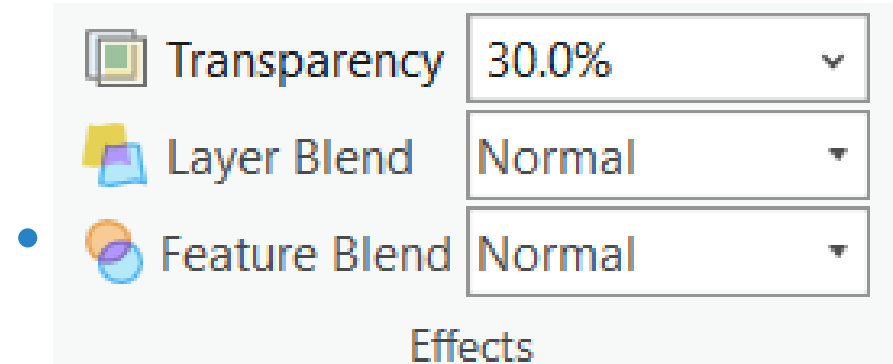 Transparency 30.0%
Layer Blend Normal
Feature Blend Normal
Effects